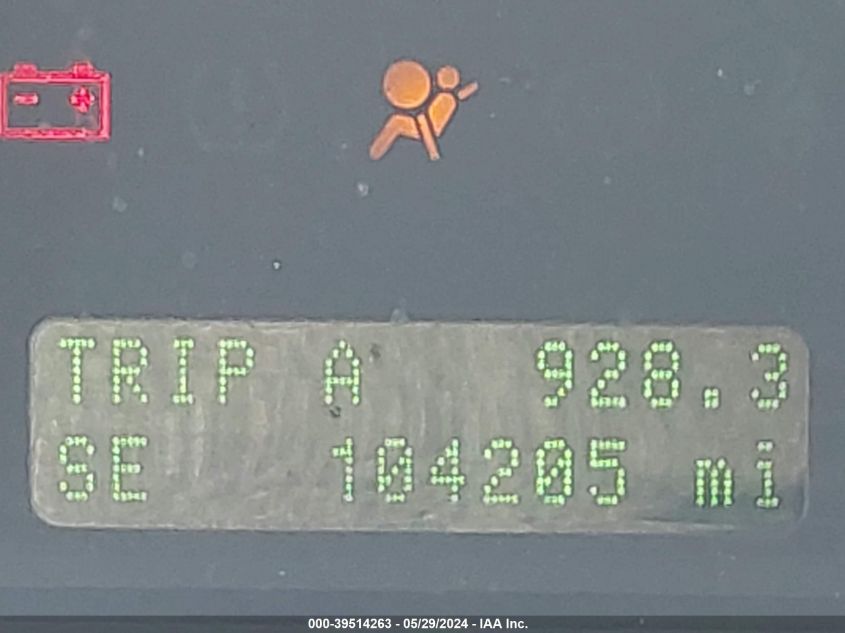 TRIP A 928.3
SE 104205 mi
000-39514263 - 05/29/2024 - IAA Inc.